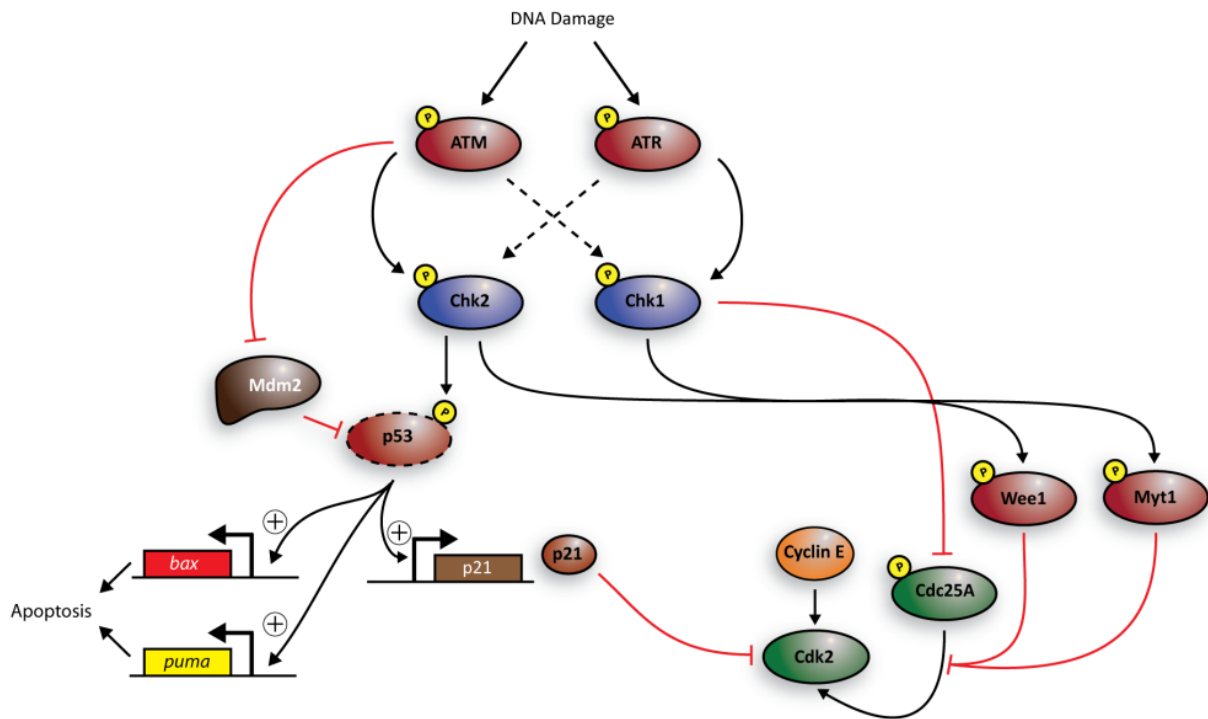 DNA Damage
P
ATM
P
ATR
P
Chk2
P
Chk1
Mdm2
P
p53
P
Wee1
P
Myt1
+
bax
+
p21
p21
Cyclin E
P
Cdc25A
Apoptosis
+
puma
Cdk2